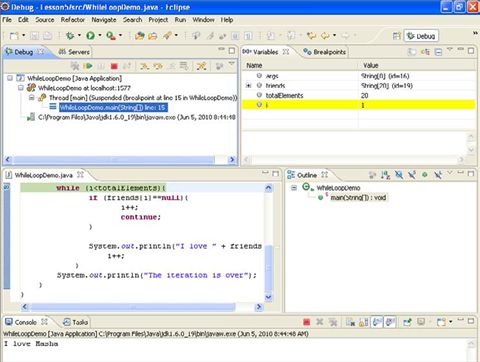 Debug - Lesson5/src/WhileLoopDemo.java - Eclipse
File Edit Source Refactor Navigate Search Project Run Window Help
Debug
Debug Servers
WhileLoopDemo [Java Application]
WhileLoopDemo at localhost:1577
Thread [main] (Suspended (breakpoint at line 15 in WhileLoopDemo))
WhileLoopDemo.main(String[]) line: 15
C:\Program Files\Java\jdk1.6.0_19\bin\javaw.exe (Jun 5, 2010 8:44:48
Variables Breakpoints
Name Value
args String[0] (id=16)
friends String[20] (id=19)
totalElements 20
i 1
WhileLoopDemo.java
while (i<totalElements){
if (friends[i]==null){
i++;
continue;
}
System.out.println("I love " + friends
i++;
}
System.out.println("The iteration is over");
}
}
Outline
WhileLoopDemo
main(String[]) : void
Console Tasks
WhileLoopDemo [Java Application] C:\Program Files\Java\jdk1.6.0_19\bin\javaw.exe (Jun 5, 2010 8:44:48 AM)
I love Masha